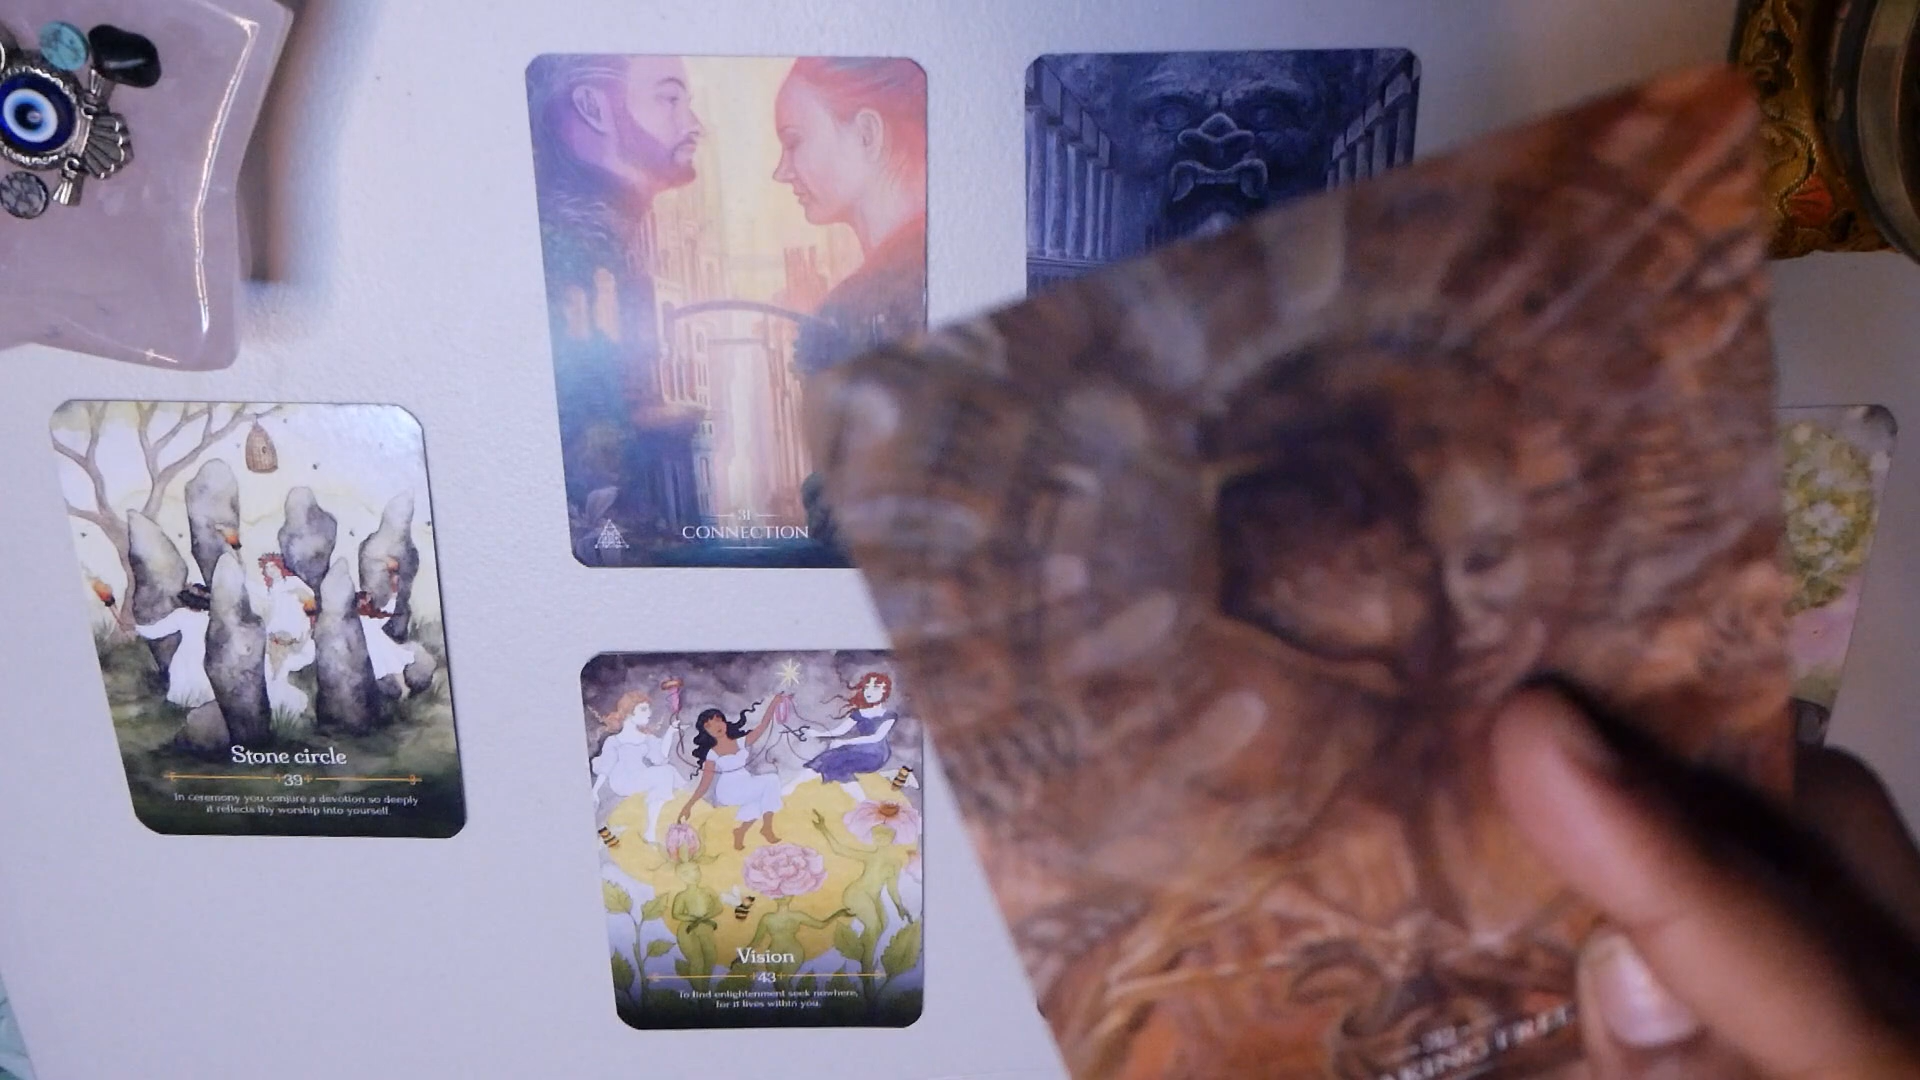 31
CONNECTION
Stone circle
39
In ceremony you conjure a devotion so deeply
it reflects thy worship into yourself.
Vision
43
To find enlightenment seek nowhere,
for it lives within you.